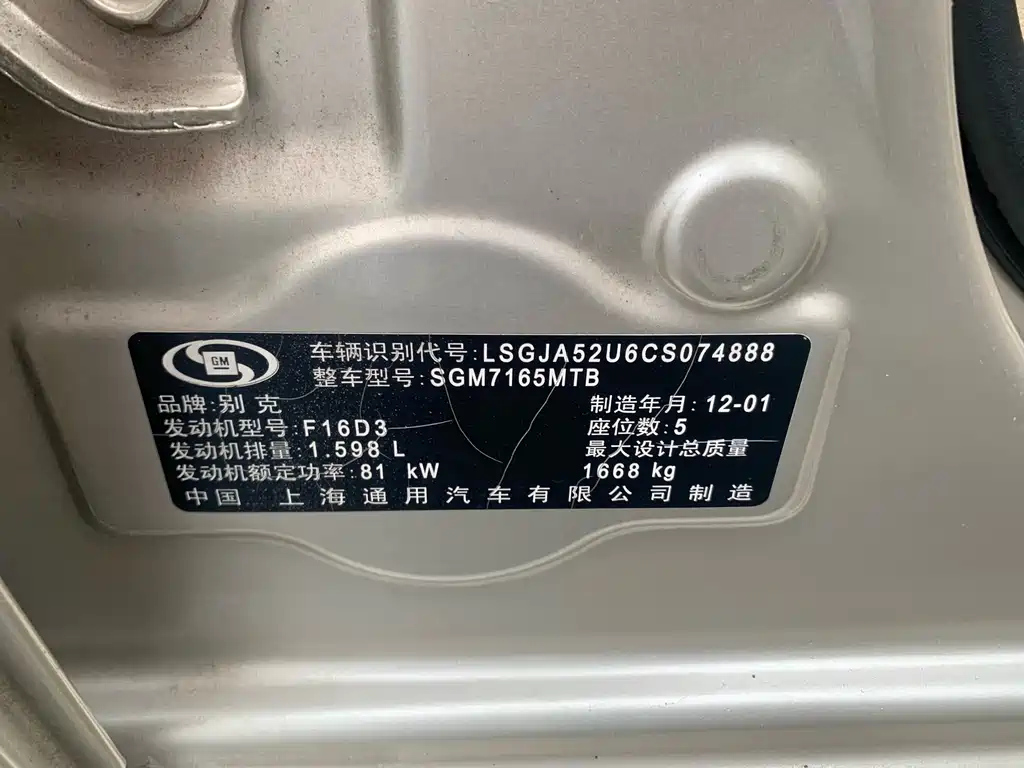 GM
车辆识别代号:LSGJA52U6CS074888
整车型号:SGM7165MTB
品牌:别克
制造年月:12-01
发动机型号:F16D3
座位数:5
发动机排量:1.598 L
最大设计总质量
发动机额定功率:81 kW
1668 kg
中国 上海通用汽车有限公司制造